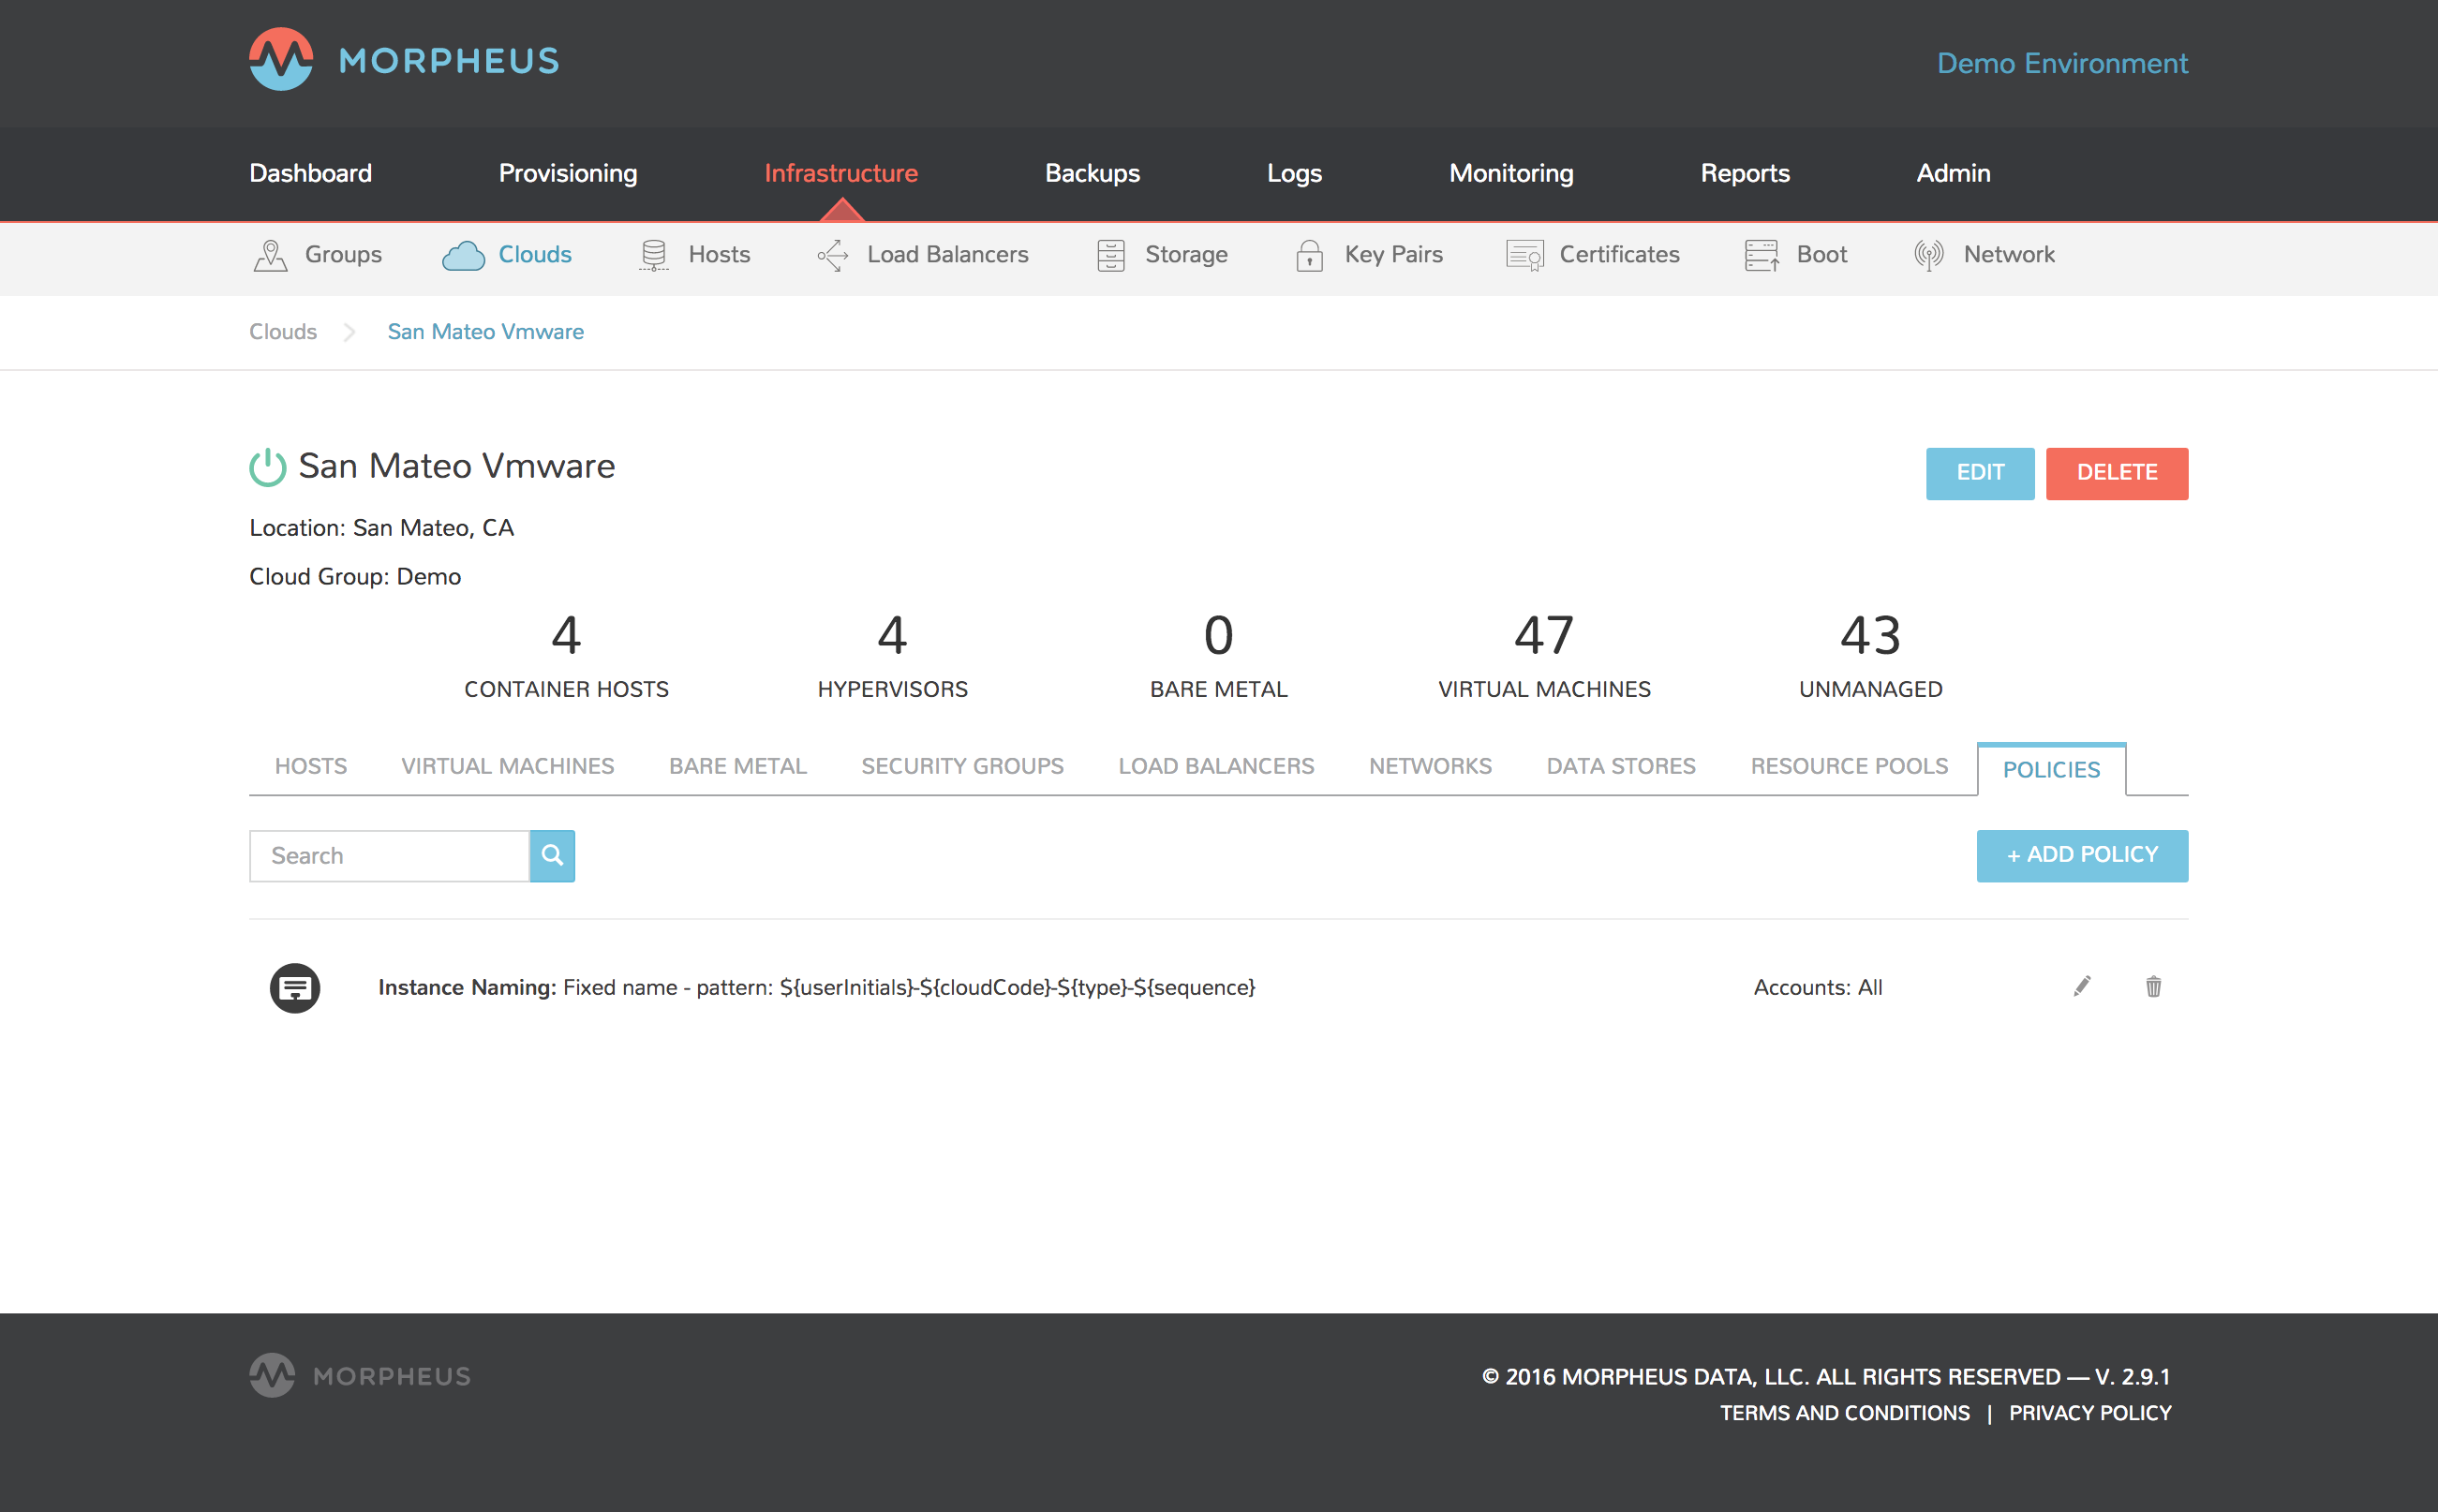 MORPHEUS
Demo Environment
Dashboard Provisioning Infrastructure Backups Logs Monitoring Reports Admin
Groups Clouds Hosts Load Balancers Storage Key Pairs Certificates Boot Network
Clouds San Mateo Vmware
San Mateo Vmware
EDIT DELETE
Location: San Mateo, CA
Cloud Group: Demo
4 4 0 47 43
CONTAINER HOSTS HYPERVISORS BARE METAL VIRTUAL MACHINES UNMANAGED
HOSTS VIRTUAL MACHINES BARE METAL SECURITY GROUPS LOAD BALANCERS NETWORKS DATA STORES RESOURCE POOLS POLICIES
Search + ADD POLICY
Instance Naming: Fixed name - pattern: ${userInitials}-${cloudCode}-${type}-${sequence} Accounts: All
MORPHEUS
© 2016 MORPHEUS DATA, LLC. ALL RIGHTS RESERVED — V. 2.9.1
TERMS AND CONDITIONS | PRIVACY POLICY